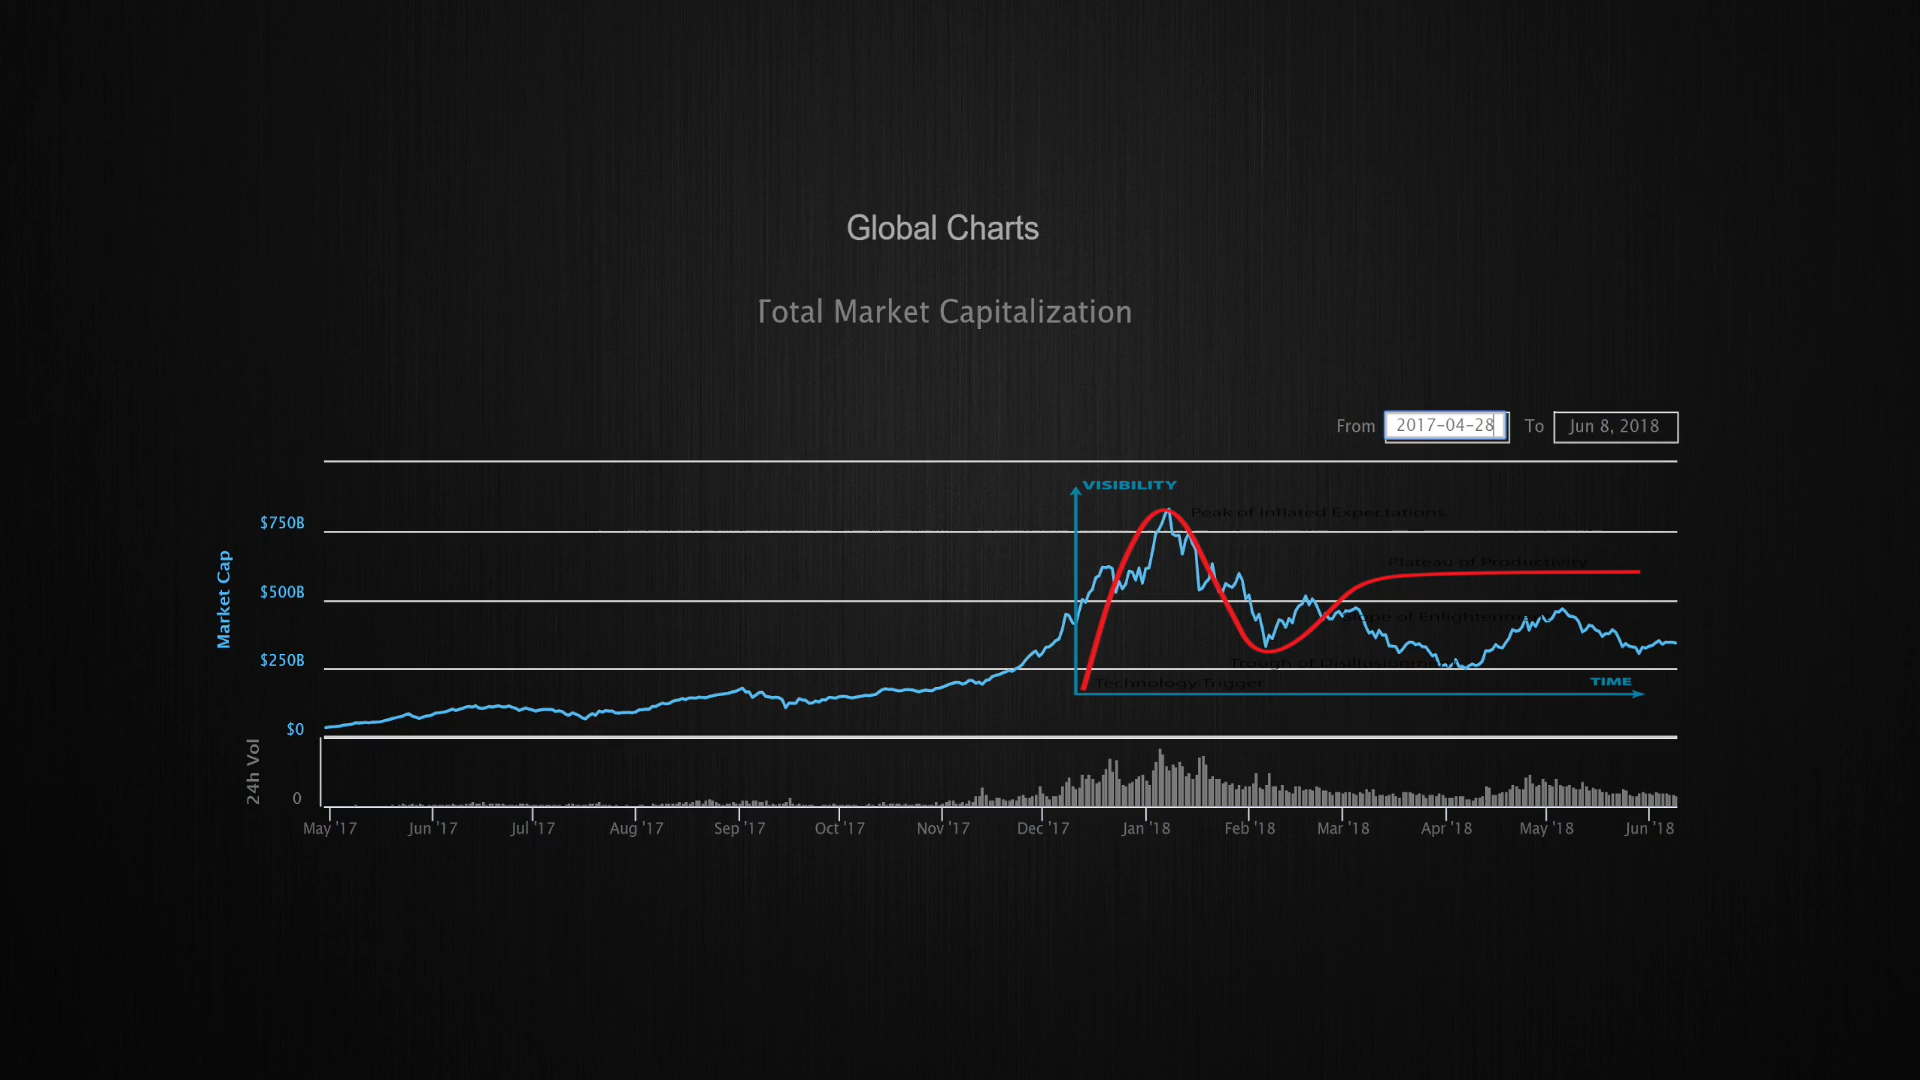 Global Charts
Total Market Capitalization
From 2017-04-28 To Jun 8, 2018
VISIBILITY
Peak of Inflated Expectations
$750B
Plateau of Productivity
$500B
Slope of Enlightenm
Market Cap
$250B
Trough of Disillusionm
Technology Trigger
TIME
$0
24h Vol
0
May '17 Jun '17 Jul '17 Aug '17 Sep '17 Oct '17 Nov '17 Dec '17 Jan '18 Feb '18 Mar '18 Apr '18 May '18 Jun '18